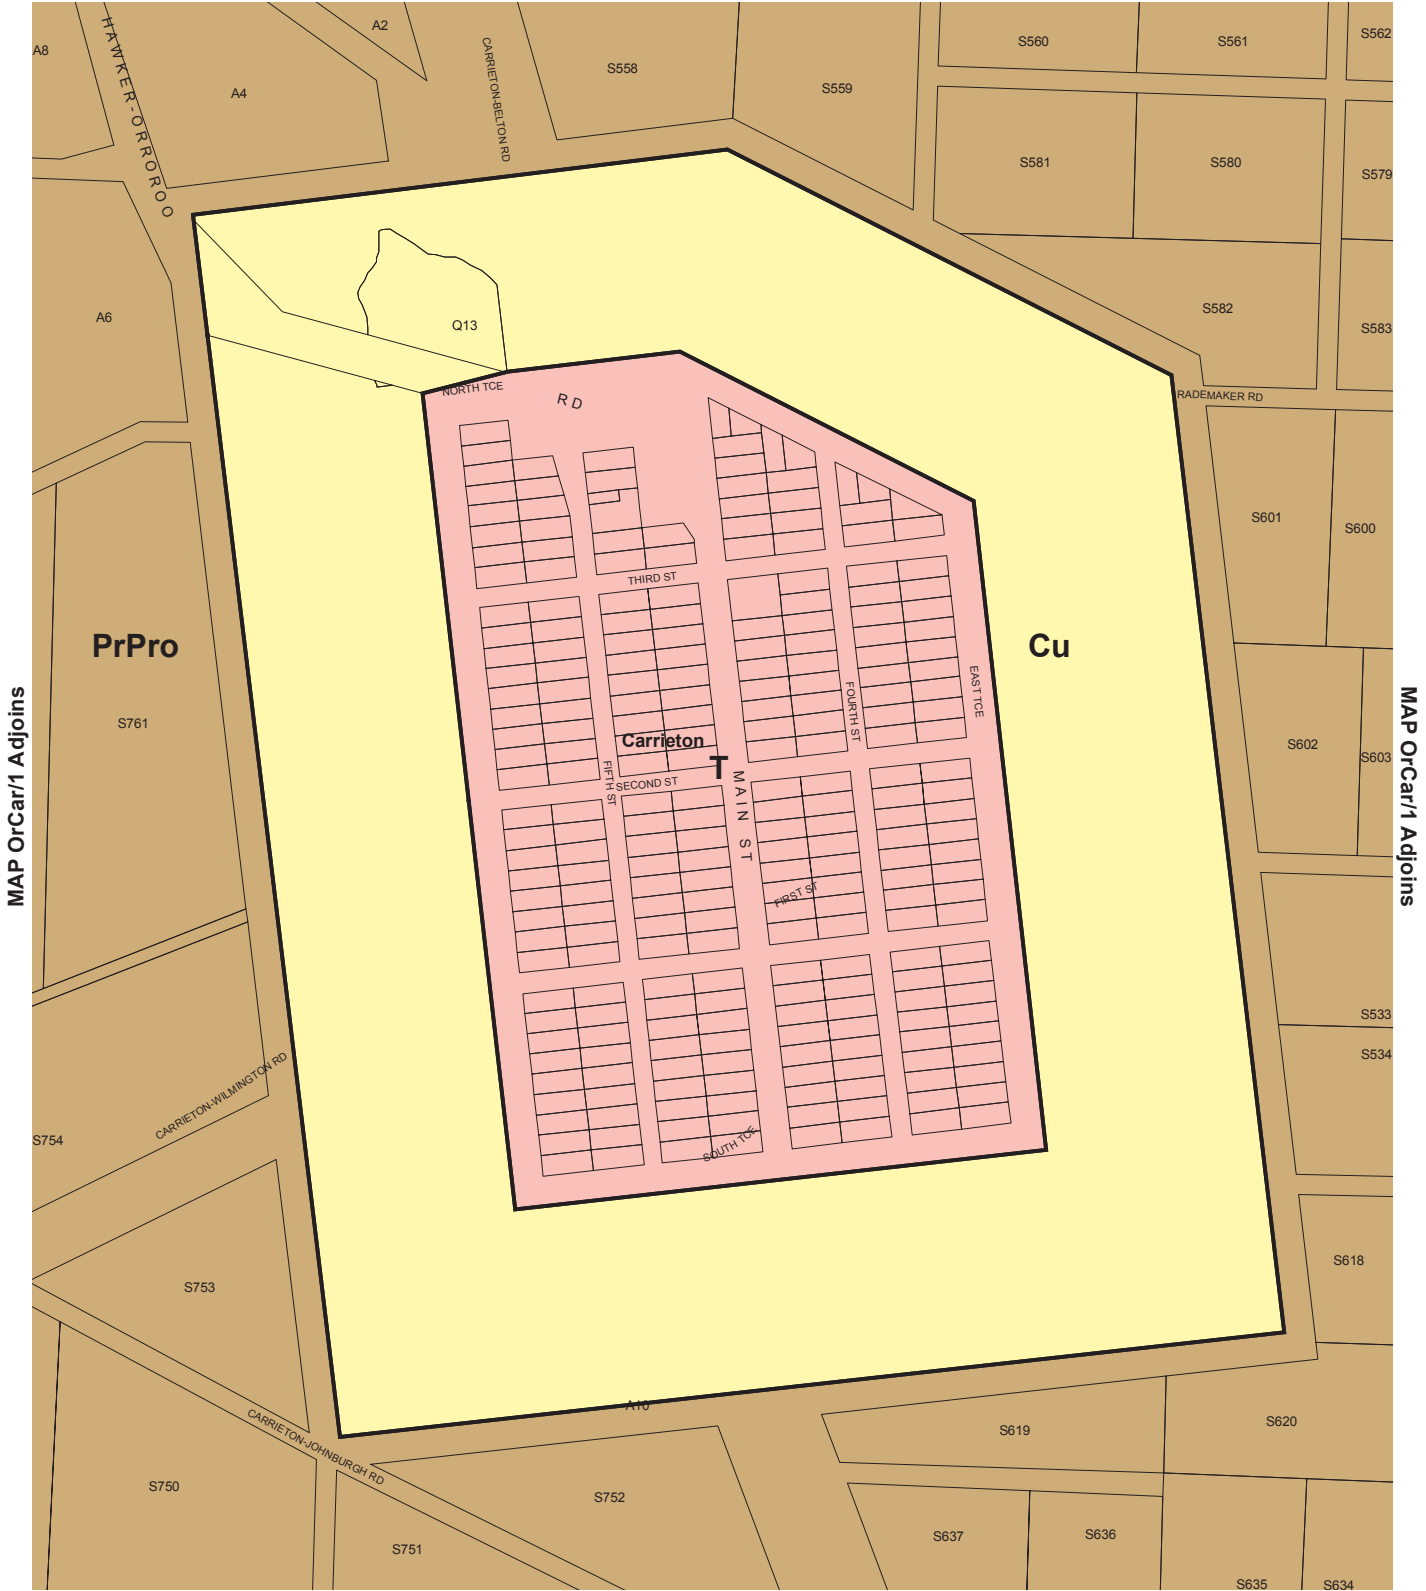 A8
HAWKER-ORROROO
A4
A2
CARRIETON-BELTON RD
S558
S559
S560
S561
S562
S581
S580
S579
A6
Q13
S582
S583
NORTH TCE
RD
RADEMAKER RD
S601
S600
THIRD ST
PrPro
Cu
S761
FOURTH ST
EAST TCE
MAP OrCar/1 Adjoins
MAP OrCar/1 Adjoins
Carrieton
T
S602
S603
FIFTH ST
SECOND ST
MAIN ST
FIRST ST
S533
S534
CARRIETON-WILMINGTON RD
S754
SOUTH TCE
S753
S618
A10
CARRIETON-JOHNBURGH RD
S619
S620
S750
S752
S751
S637
S636
S635
S634